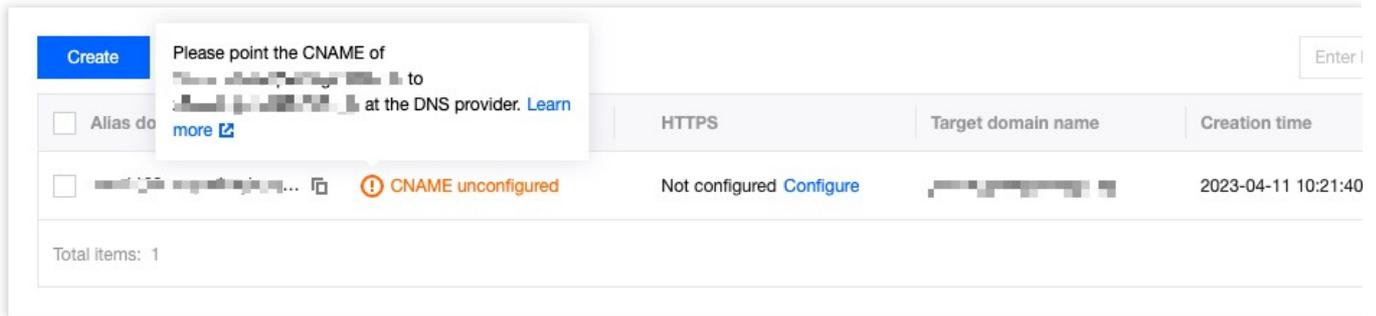 Create
Please point the CNAME of
to
at the DNS provider. Learn
more
Enter
Alias do
HTTPS
Target domain name
Creation time
...
CNAME unconfigured
Not configured Configure
2023-04-11 10:21:40
Total items: 1